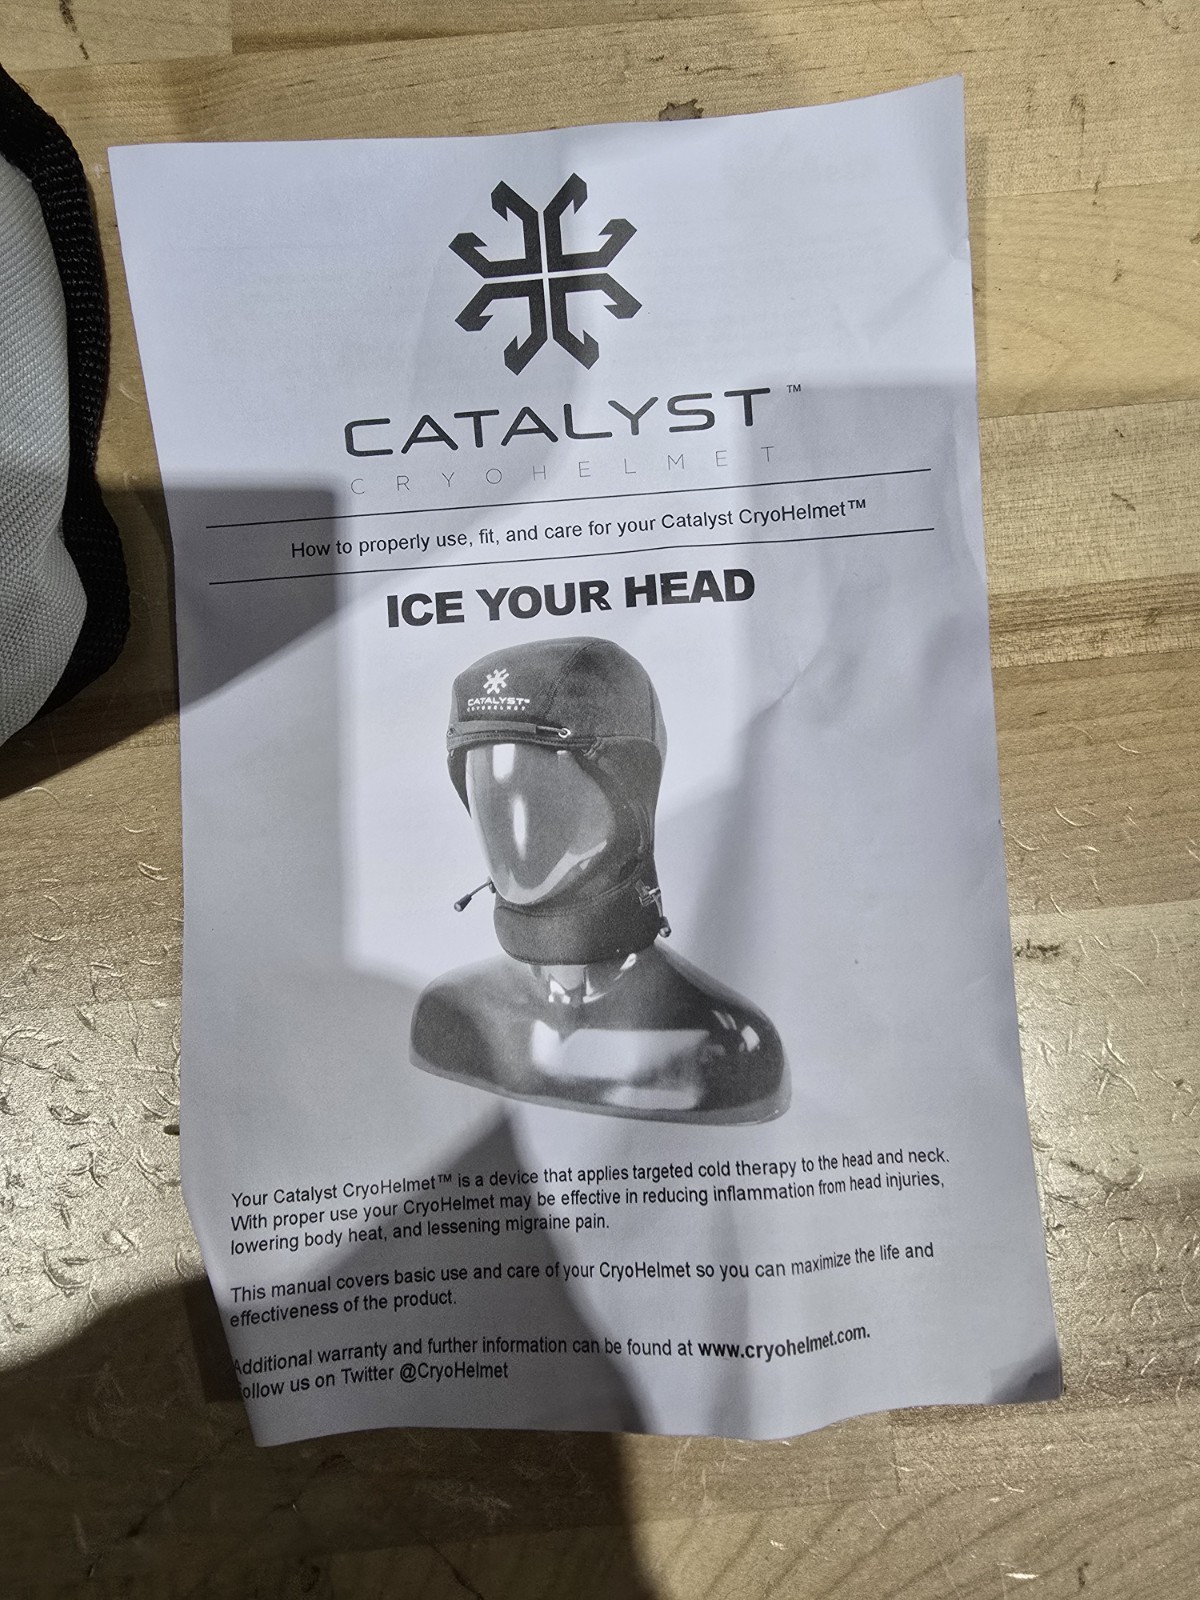 CATALYST™
CRYOHELMET
How to properly use, fit, and care for your Catalyst CryoHelmet™
ICE YOUR HEAD
CATALYST™
CRYOHELMET
Your Catalyst CryoHelmet™ is a device that applies targeted cold therapy to the head and neck.
With proper use your CryoHelmet may be effective in reducing inflammation from head injuries,
lowering body heat, and lessening migraine pain.
This manual covers basic use and care of your CryoHelmet so you can maximize the life and
effectiveness of the product.
Additional warranty and further information can be found at www.cryohelmet.com.
Follow us on Twitter @CryoHelmet